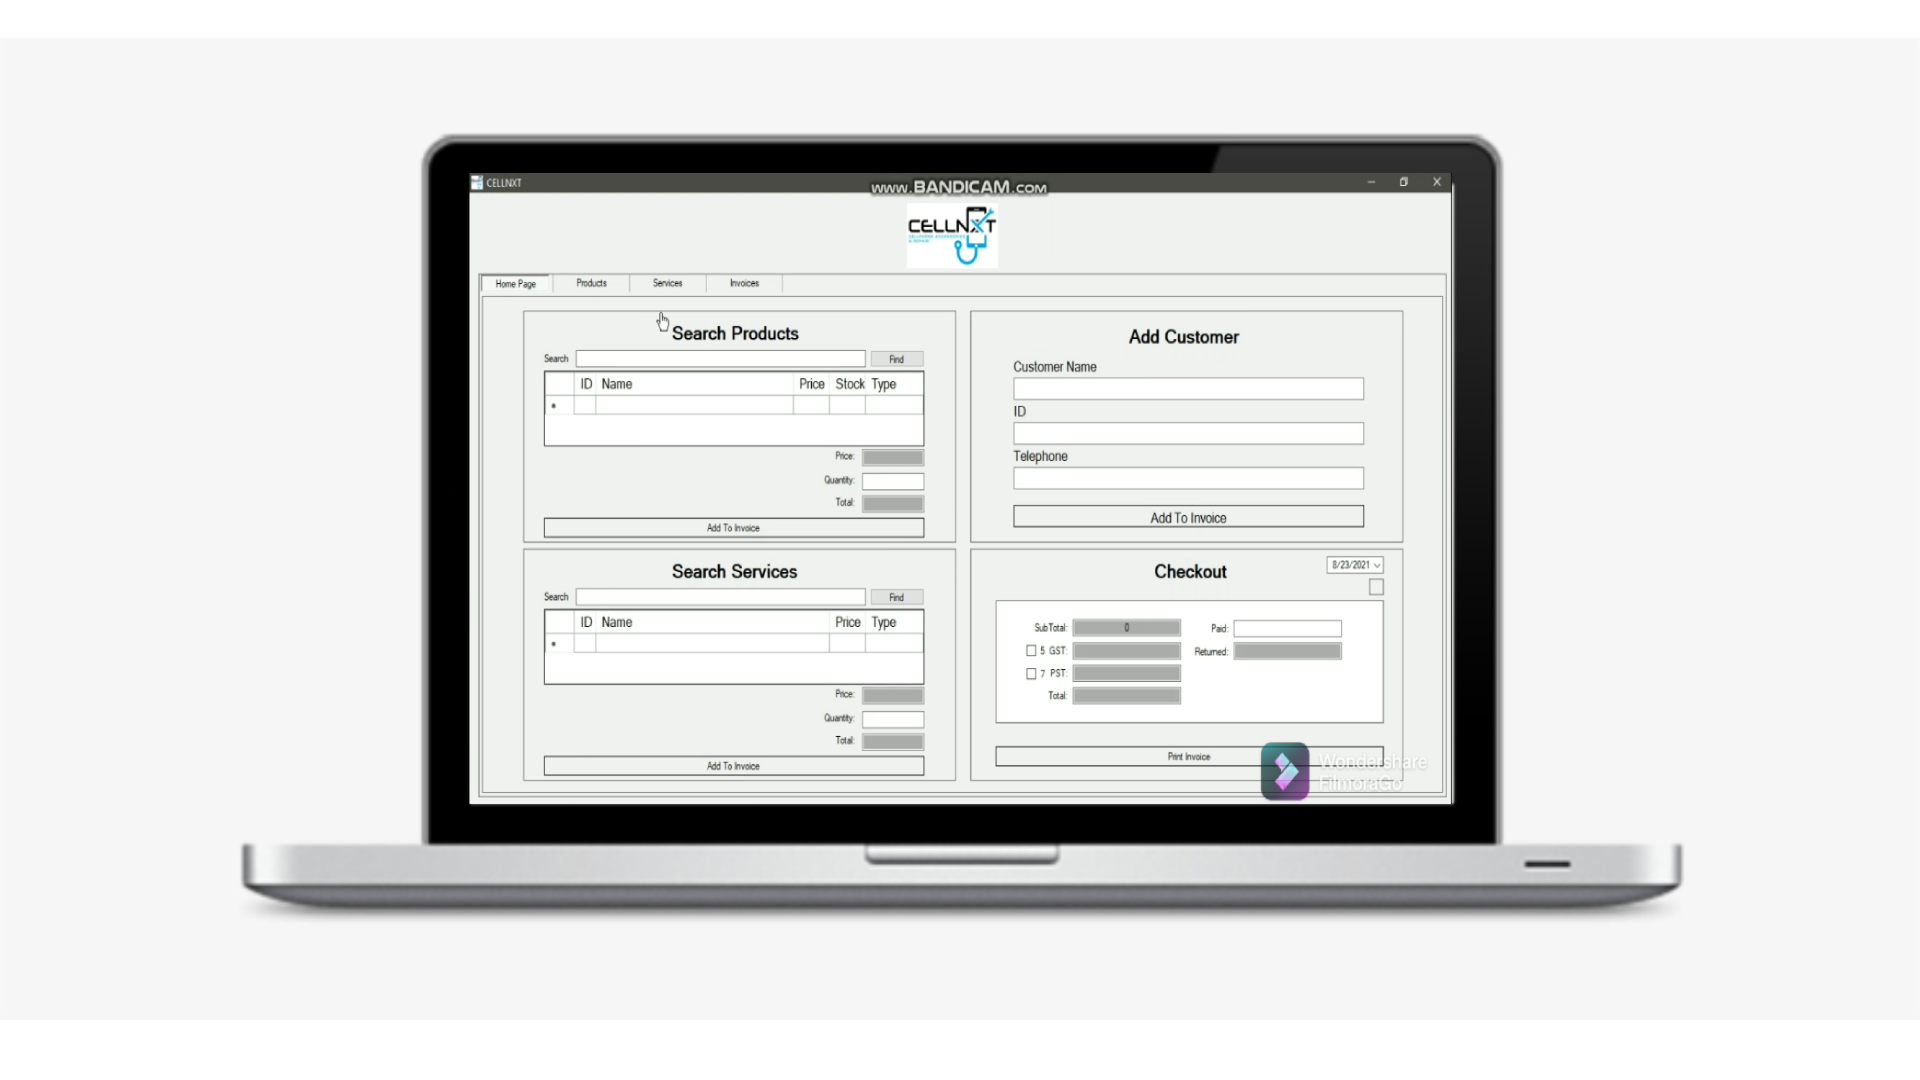 CELLNXT
www.BANDICAM.com
CELLNXT
& REPAIR
Home Page
Products
Services
Invoices
Search Products
Search
Find
ID Name Price Stock Type
*
Price:
Quantity:
Total:
Add To Invoice
Add Customer
Customer Name
ID
Telephone
Add To Invoice
Search Services
Search
Find
ID Name Price Type
*
Price:
Quantity:
Total:
Add To Invoice
Checkout
8/23/2021
SubTotal: 0
Paid:
5 GST:
Returned:
7 PST:
Total:
Print Invoice
Wondershare
FilmoraGo